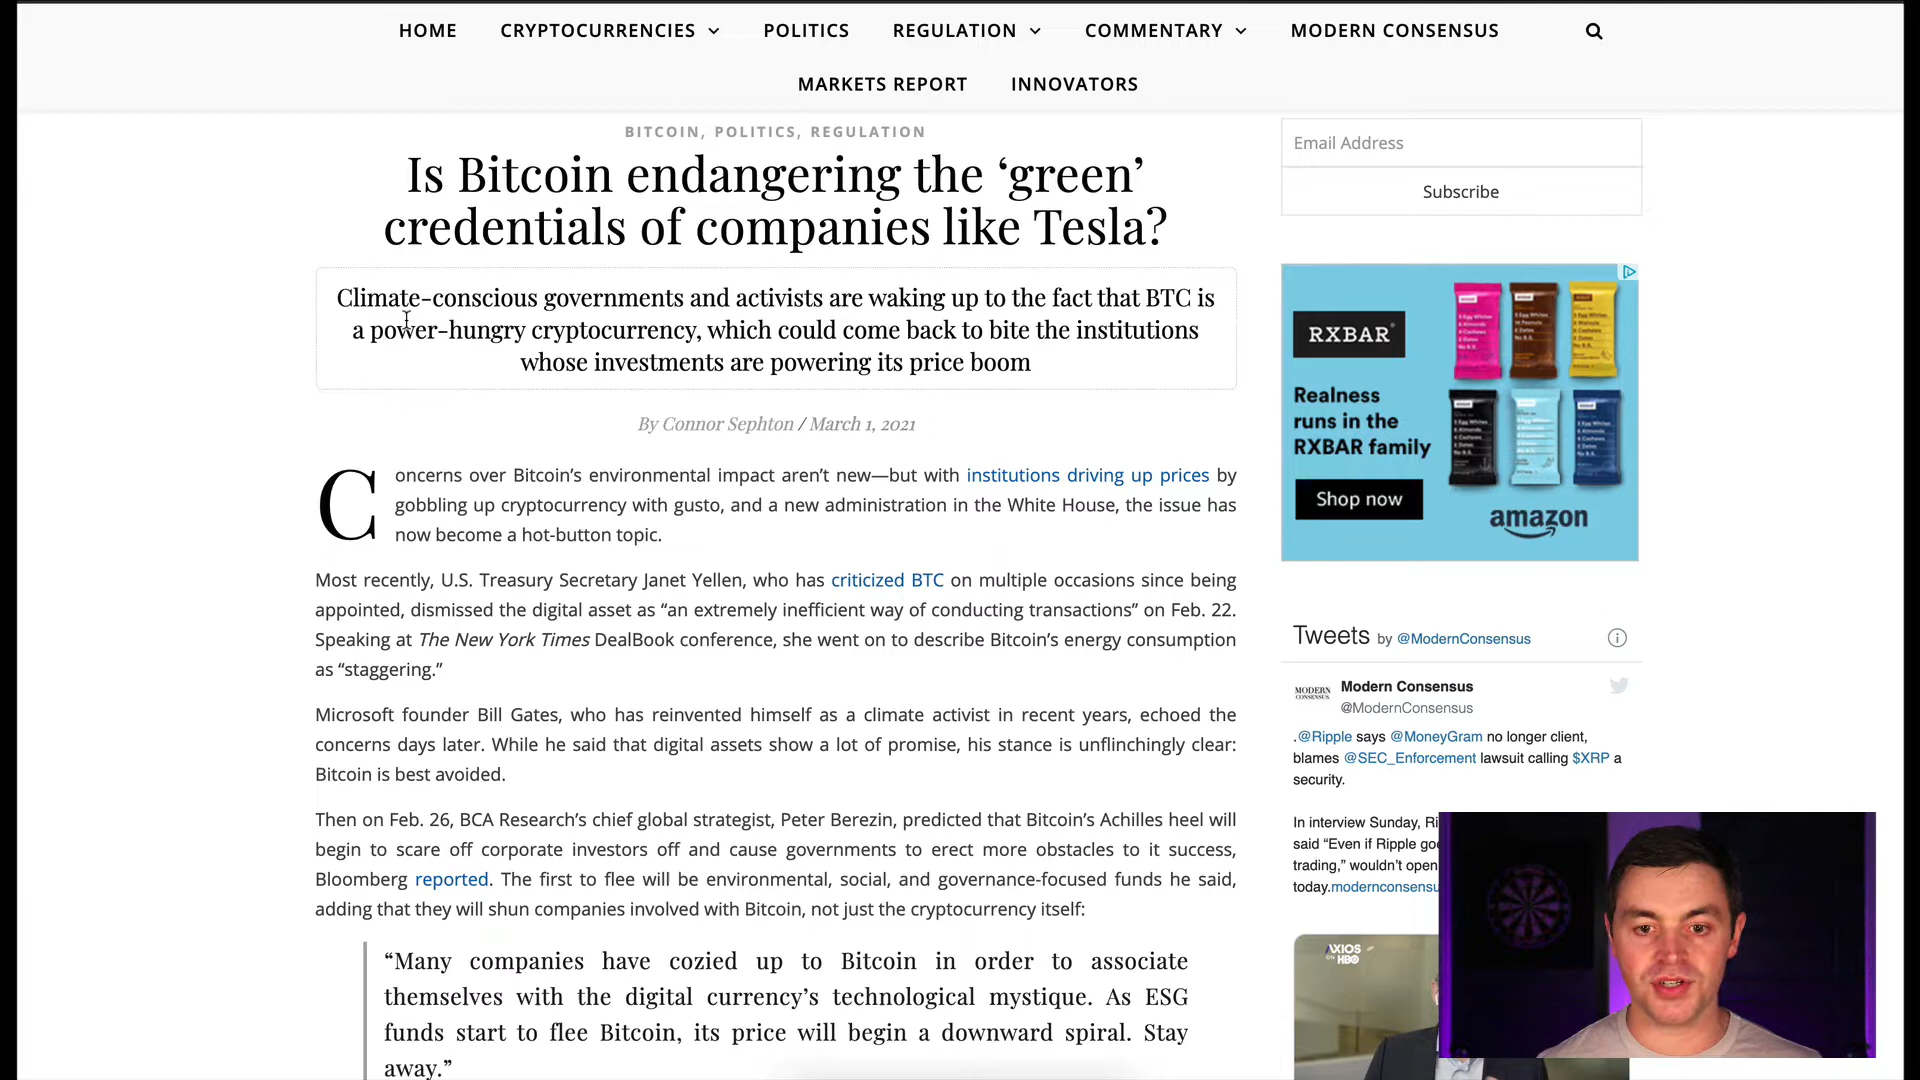 HOME CRYPTOCURRENCIES POLITICS REGULATION COMMENTARY MODERN CONSENSUS
MARKETS REPORT INNOVATORS
BITCOIN, POLITICS, REGULATION
Is Bitcoin endangering the ‘green’
credentials of companies like Tesla?
Climate-conscious governments and activists are waking up to the fact that BTC is
a power-hungry cryptocurrency, which could come back to bite the institutions
whose investments are powering its price boom
By Connor Sephton / March 1, 2021
Concerns over Bitcoin’s environmental impact aren’t new—but with institutions driving up prices by
gobbling up cryptocurrency with gusto, and a new administration in the White House, the issue has
now become a hot-button topic.
Most recently, U.S. Treasury Secretary Janet Yellen, who has criticized BTC on multiple occasions since being
appointed, dismissed the digital asset as “an extremely inefficient way of conducting transactions” on Feb. 22.
Speaking at The New York Times DealBook conference, she went on to describe Bitcoin’s energy consumption
as “staggering.”
Microsoft founder Bill Gates, who has reinvented himself as a climate activist in recent years, echoed the
concerns days later. While he said that digital assets show a lot of promise, his stance is unflinchingly clear:
Bitcoin is best avoided.
Then on Feb. 26, BCA Research’s chief global strategist, Peter Berezin, predicted that Bitcoin’s Achilles heel will
begin to scare off corporate investors off and cause governments to erect more obstacles to it success,
Bloomberg reported. The first to flee will be environmental, social, and governance-focused funds he said,
adding that they will shun companies involved with Bitcoin, not just the cryptocurrency itself:
“Many companies have cozied up to Bitcoin in order to associate
themselves with the digital currency’s technological mystique. As ESG
funds start to flee Bitcoin, its price will begin a downward spiral. Stay
away.”
Email Address
Subscribe
RXBAR
Realness
runs in the
RXBAR family
Shop now
amazon
Tweets by @ModernConsensus
MODERN
CONSENSUS
Modern Consensus
@ModernConsensus
.@Ripple says @MoneyGram no longer client,
blames @SEC_Enforcement lawsuit calling $XRP a
security.
In interview Sunday, Ri
said “Even if Ripple goe
trading,” wouldn’t open
today.modernconsensu
AXIOS
ON HBO